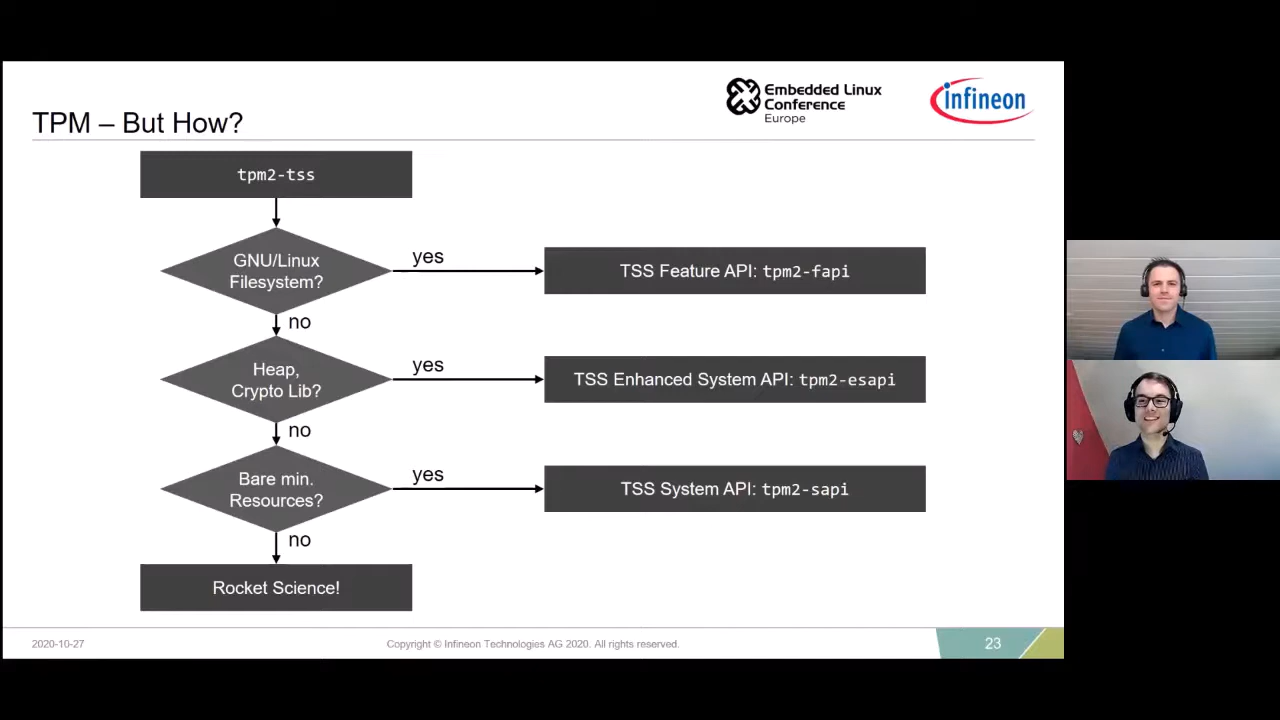 Embedded Linux
Conference
Europe
infineon
TPM – But How?
tpm2-tss
GNU/Linux
Filesystem?
yes
TSS Feature API: tpm2-fapi
no
Heap,
Crypto Lib?
yes
TSS Enhanced System API: tpm2-esapi
no
Bare min.
Resources?
yes
TSS System API: tpm2-sapi
no
Rocket Science!
2020-10-27
Copyright © Infineon Technologies AG 2020. All rights reserved.
23